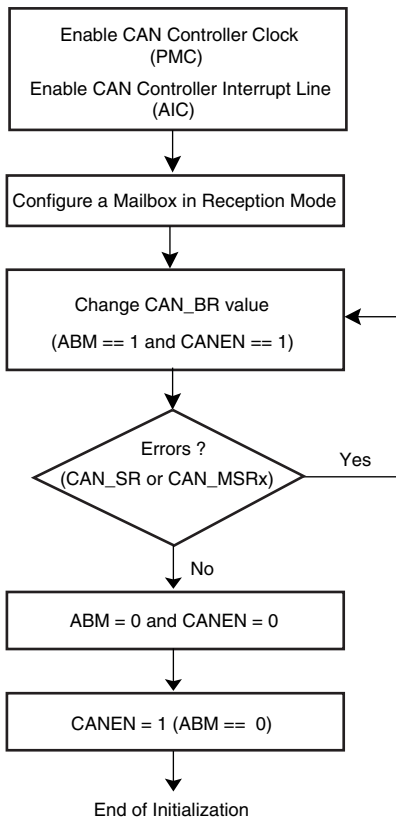 Enable CAN Controller Clock
(PMC)
Enable CAN Controller Interrupt Line
(AIC)
Configure a Mailbox in Reception Mode
Change CAN_BR value
(ABM == 1 and CANEN == 1)
Errors ?
(CAN_SR or CAN_MSRx)
Yes
No
ABM = 0 and CANEN = 0
CANEN = 1 (ABM == 0)
End of Initialization